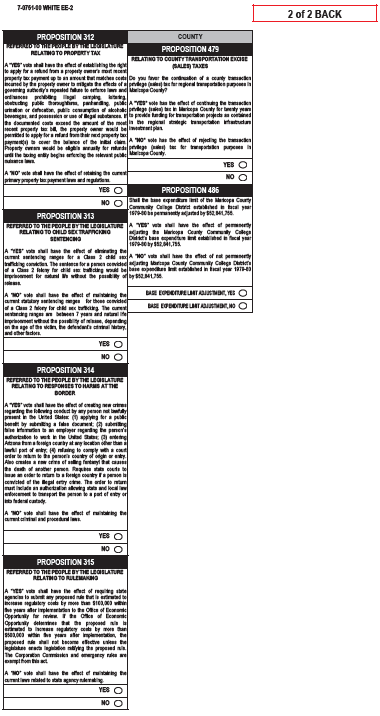 7-0761-00 WHITE EE-2
2 of 2 BACK
PROPOSITION 312
REFERRED TO THE PEOPLE BY THE LEGISLATURE
RELATING TO PROPERTY TAX
A "YES" vote shall have the effect of establishing the right
to apply for a refund from a property owner's most recent
property tax payment up to an amount that matches costs
incurred by the property owner to mitigate the effects of a
governing authority's repeated failure to enforce laws and
ordinances prohibiting illegal camping, loitering,
obstructing public thoroughfares, panhandling, public
urination or defecation, public consumption of alcoholic
beverages, and possession or use of illegal substances. If
the documented costs exceed the amount of the most
recent property tax bill, the property owner would be
permitted to apply for a refund from their next property tax
payment(s) to cover the balance of the initial claim.
Property owners would be eligible annually for refunds
until the taxing entity begins enforcing the relevant public
nuisance laws.
A "NO" vote shall have the effect of retaining the current
primary property tax payment laws and regulations.
YES
NO
PROPOSITION 313
REFERRED TO THE PEOPLE BY THE LEGISLATURE
RELATING TO CHILD SEX TRAFFICKING
SENTENCING
A "YES" vote shall have the effect of eliminating the
current sentencing ranges for a Class 2 child sex
trafficking conviction. The sentence for a person convicted
of a Class 2 felony for child sex trafficking would be
imprisonment for natural life without the possibility of
release.
A "NO" vote shall have the effect of maintaining the
current statutory sentencing ranges for those convicted
of a Class 2 felony for child sex trafficking. The current
sentencing ranges are between 7 years and natural life
imprisonment without the possibility of release, depending
on the age of the victim, the defendant's criminal history,
and other factors.
YES
NO
PROPOSITION 314
REFERRED TO THE PEOPLE BY THE LEGISLATURE
RELATING TO RESPONSES TO HARMS AT THE
BORDER
A "YES" vote shall have the effect of creating new crimes
regarding the following conduct by any person not lawfully
present in the United States: (1) applying for a public
benefit by submitting a false document; (2) submitting
false information to an employer regarding the person's
authorization to work in the United States; (3) entering
Arizona from a foreign country at any location other than a
lawful port of entry; (4) refusing to comply with a court
order to return to the person's country of origin or entry.
Also creates a new crime of selling fentanyl that causes
the death of another person. Requires state courts to
issue an order to return to a foreign country if a person is
convicted of the illegal entry crime. The order to return
must include an authorization allowing state and local law
enforcement to transport the person to a port of entry or
into federal custody.
A "NO" vote shall have the effect of maintaining the
current criminal and procedural laws.
YES
NO
PROPOSITION 315
REFERRED TO THE PEOPLE BY THE LEGISLATURE
RELATING TO RULEMAKING
A "YES" vote shall have the effect of requiring state
agencies to submit any proposed rule that is estimated to
increase regulatory costs by more than $100,000 within
five years after implementation to the Office of Economic
Opportunity for review. If the Office of Economic
Opportunity determines that the proposed rule is
estimated to increase regulatory costs by more than
$500,000 within five years after implementation, the
proposed rule shall not become effective unless the
legislature enacts legislation ratifying the proposed rule.
The Corporation Commission and emergency rules are
exempt from this act.
A "NO" vote shall have the effect of maintaining the
current laws related to state agency rulemaking.
YES
NO
COUNTY
PROPOSITION 479
RELATING TO COUNTY TRANSPORTATION EXCISE
(SALES) TAXES
Do you favor the continuation of a county transaction
privilege (sales) tax for regional transportation purposes in
Maricopa County?
A "YES" vote has the effect of continuing the transaction
privilege (sales) tax in Maricopa County for twenty years
to provide funding for transportation projects as contained
in the regional strategic transportation infrastructure
investment plan.
A "NO" vote has the effect of rejecting the transaction
privilege (sales) tax for transportation purposes in
Maricopa County.
YES
NO
PROPOSITION 486
Shall the base expenditure limit of the Maricopa County
Community College District established in fiscal year
1979-80 be permanently adjusted by $52,841,755.
A "YES" vote shall have the effect of permanently
adjusting the Maricopa County Community College
District's base expenditure limit established in fiscal year
1979-80 by $52,841,755.
A "NO" vote shall have the effect of not permanently
adjusting Maricopa County Community College District's
base expenditure limit established in fiscal year 1979-80
by $52,841,755.
BASE EXPENDITURE LIMIT ADJUSTMENT, YES
BASE EXPENDITURE LIMIT ADJUSTMENT, NO